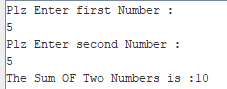 Plz Enter first Number :
5
Plz Enter second Number :
5
The Sum OF Two Numbers is :10